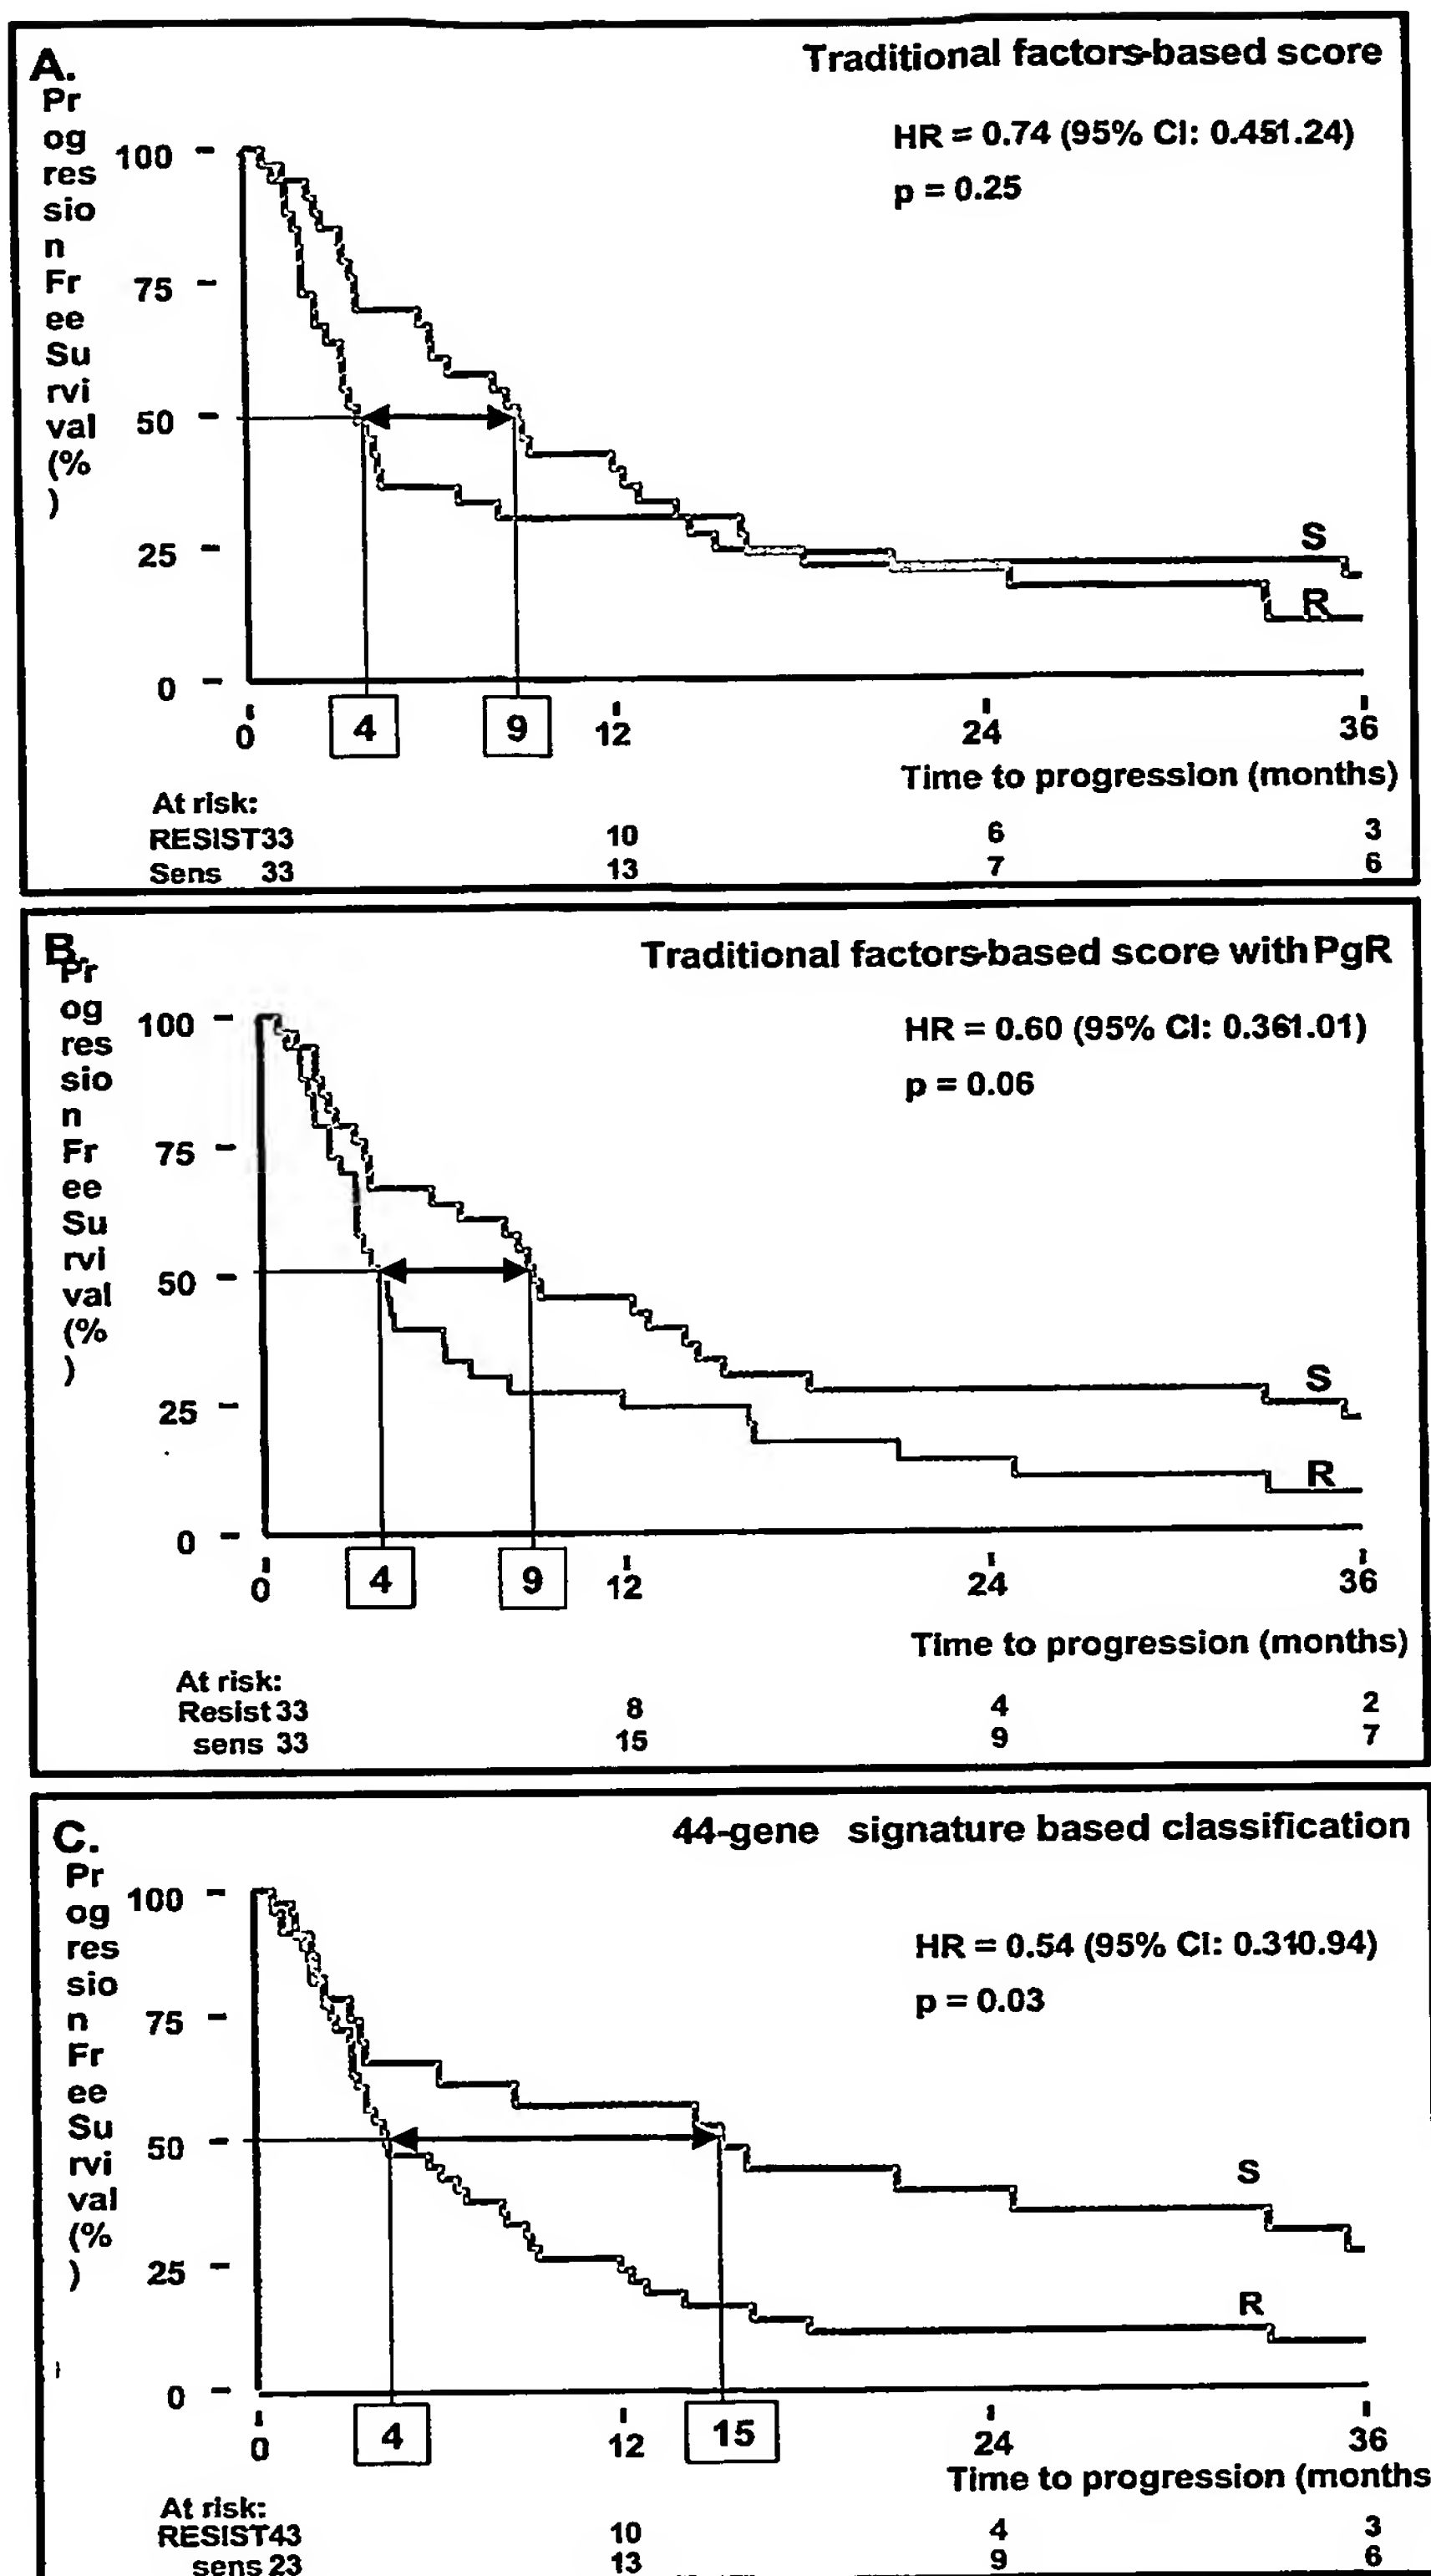 A.
Traditional factors-based score
Pr
og
res
sio
n
Fr
ee
Su
rvi
val
(%
)
HR = 0.74 (95% CI: 0.451.24)
p = 0.25
100
75
50
25
0
S
R
0
4
9
12
24
36
Time to progression (months)
At risk:
RESIST33 10 6 3
Sens 33 13 7 6
B.
Traditional factors-based score with PgR
Pr
og
res
sio
n
Fr
ee
Su
rvi
val
(%
)
HR = 0.60 (95% CI: 0.361.01)
p = 0.06
100
75
50
25
0
S
R
0
4
9
12
24
36
Time to progression (months)
At risk:
Resist 33 8 4 2
sens 33 15 9 7
C.
44-gene signature based classification
Pr
og
res
sio
n
Fr
ee
Su
rvi
val
(%
)
HR = 0.54 (95% CI: 0.310.94)
p = 0.03
100
75
50
25
0
S
R
0
4
12
15
24
36
Time to progression (months
At risk:
RESIST43 10 4 3
sens 23 13 9 6